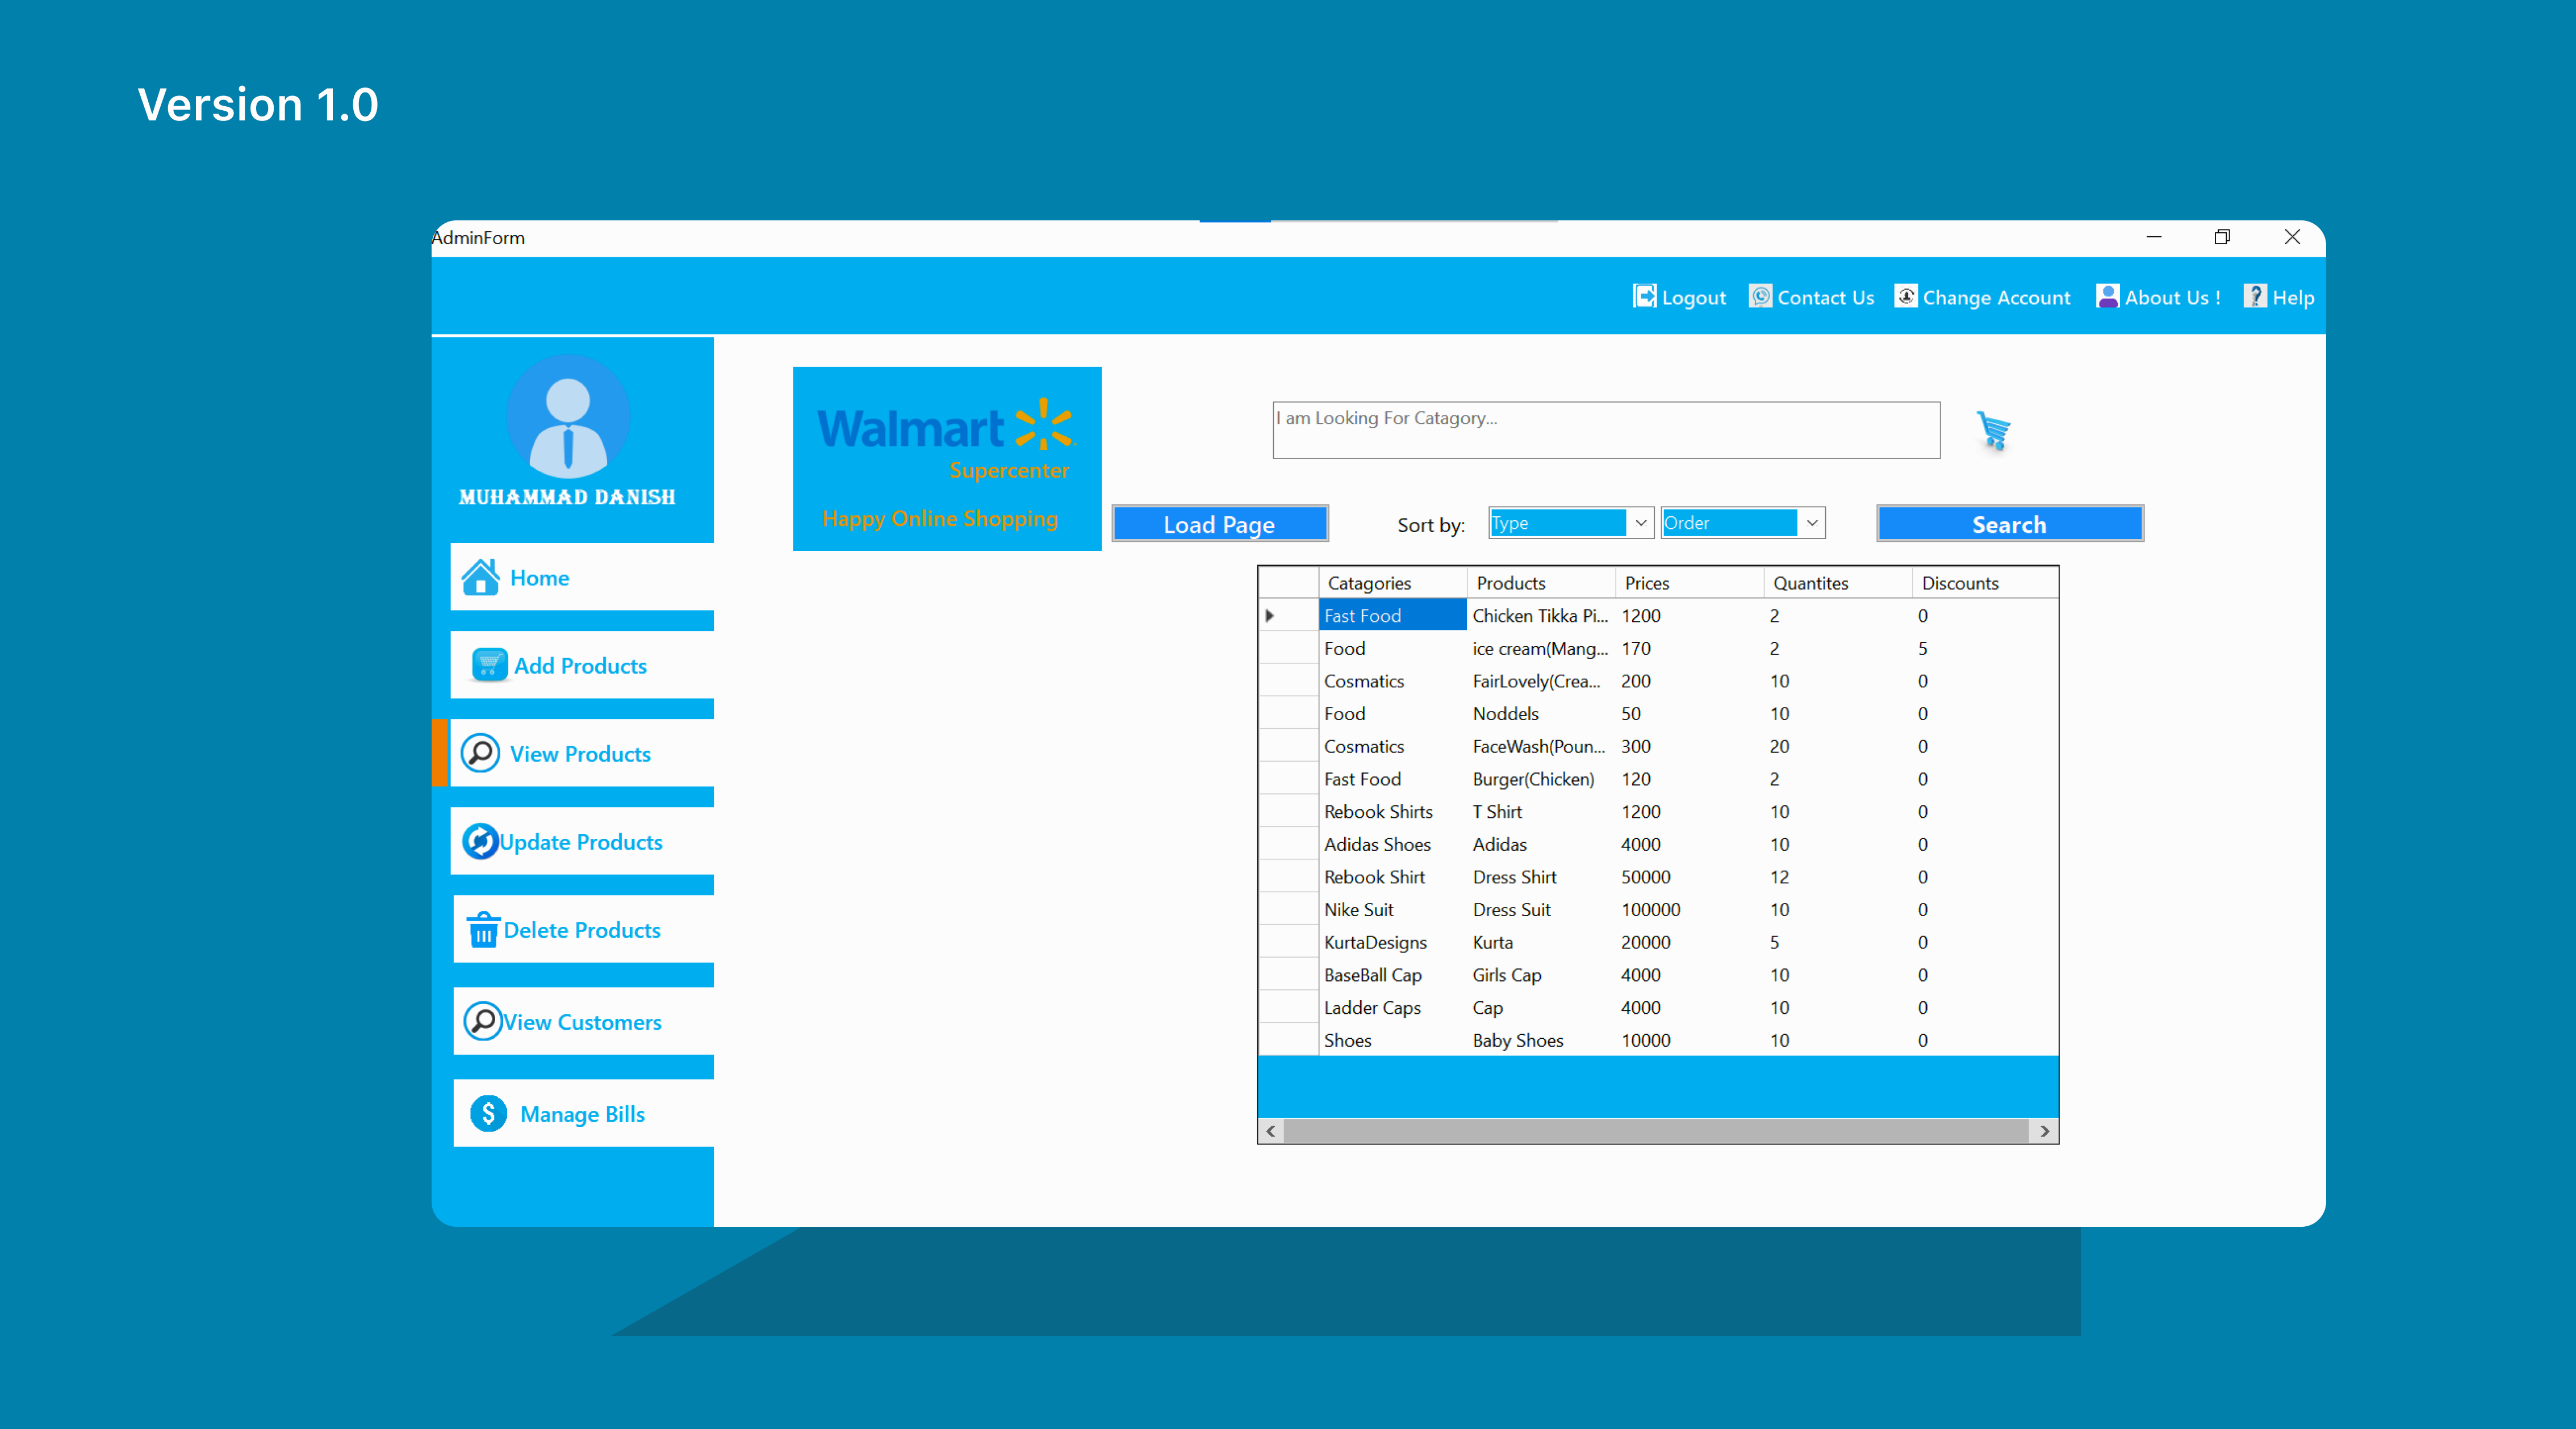 Version 1.0
AdminForm
Logout Contact Us Change Account About Us ! Help
MUHAMMAD DANISH
Home
Add Products
View Products
Update Products
Delete Products
View Customers
Manage Bills
Walmart
Supercenter
Happy Online Shopping
I am Looking For Catagory...
Load Page Sort by: Type Order Search
Catagories Products Prices Quantites Discounts
Fast Food Chicken Tikka Pi... 1200 2 0
Food ice cream(Mang... 170 2 5
Cosmatics FairLovely(Crea... 200 10 0
Food Noddels 50 10 0
Cosmatics FaceWash(Poun... 300 20 0
Fast Food Burger(Chicken) 120 2 0
Rebook Shirts T Shirt 1200 10 0
Adidas Shoes Adidas 4000 10 0
Rebook Shirt Dress Shirt 50000 12 0
Nike Suit Dress Suit 100000 10 0
KurtaDesigns Kurta 20000 5 0
BaseBall Cap Girls Cap 4000 10 0
Ladder Caps Cap 4000 10 0
Shoes Baby Shoes 10000 10 0